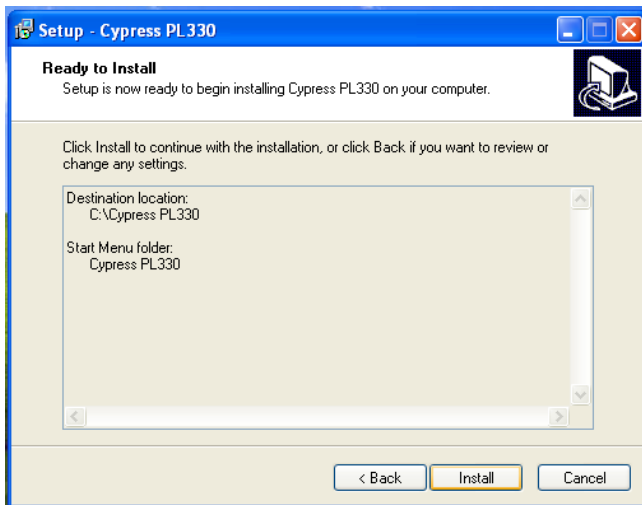 Setup - Cypress PL330
Ready to Install
Setup is now ready to begin installing Cypress PL330 on your computer.
Click Install to continue with the installation, or click Back if you want to review or
change any settings.
Destination location:
C:\Cypress PL330
Start Menu folder:
Cypress PL330
< Back
Install
Cancel